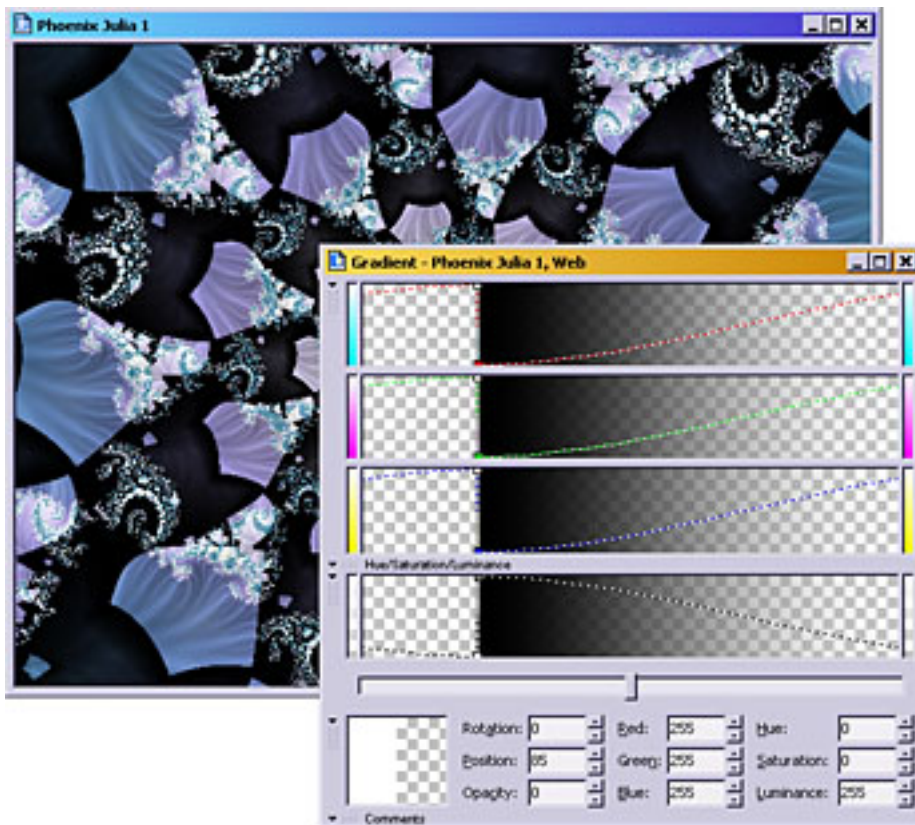 Phoenix Julia 1
Gradient - Phoenix Julia 1, Web
Hue/Saturation/Luminance
Rotation: 0 Red: 255 Hue: 0
Position: 85 Green: 255 Saturation: 0
Opacity: 0 Blue: 255 Luminance: 255
Comments